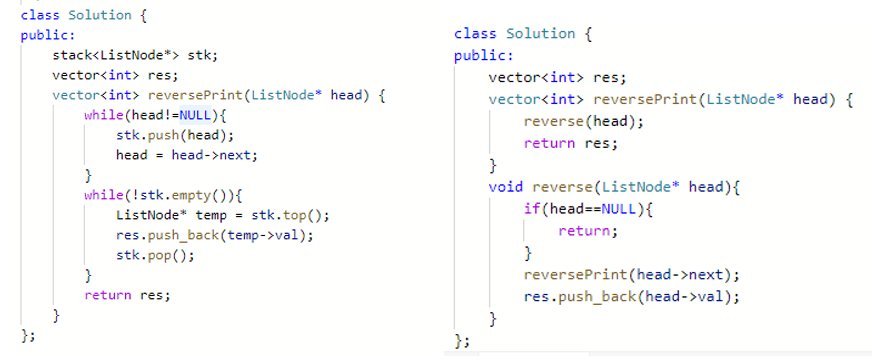 class Solution {
public:
    stack<ListNode*> stk;
    vector<int> res;
    vector<int> reversePrint(ListNode* head) {
        while(head!=NULL){
            stk.push(head);
            head = head->next;
        }
        while(!stk.empty()){
            ListNode* temp = stk.top();
            res.push_back(temp->val);
            stk.pop();
        }
        return res;
    }
};
class Solution {
public:
    vector<int> res;
    vector<int> reversePrint(ListNode* head) {
        reverse(head);
        return res;
    }
    void reverse(ListNode* head){
        if(head==NULL){
            return;
        }
        reversePrint(head->next);
        res.push_back(head->val);
    }
};